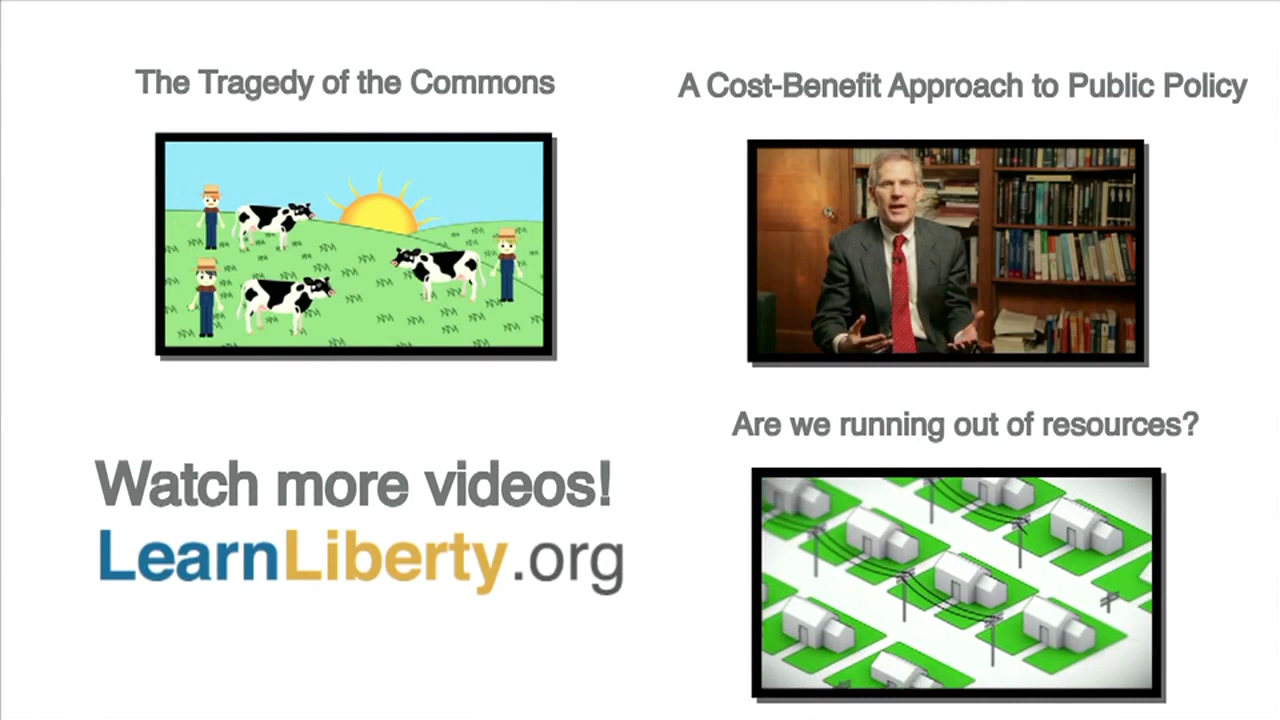 The Tragedy of the Commons
A Cost-Benefit Approach to Public Policy
Are we running out of resources?
Watch more videos!
LearnLiberty.org